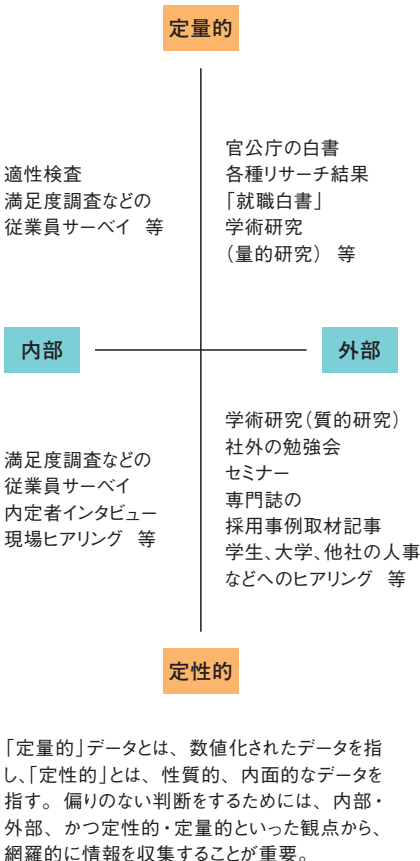 定量的
適性検査
満足度調査などの
従業員サーベイ 等
官公庁の白書
各種リサーチ結果
「就職白書」
学術研究
（量的研究） 等
内部
外部
満足度調査などの
従業員サーベイ
内定者インタビュー
現場ヒアリング 等
学術研究（質的研究）
社外の勉強会
セミナー
専門誌の
採用事例取材記事
学生、大学、他社の人事
などへのヒアリング 等
定性的
「定量的」データとは、数値化されたデータを指
し、「定性的」とは、性質的、内面的なデータを
指す。偏りのない判断をするためには、内部・
外部、かつ定性的・定量的といった観点から、
網羅的に情報を収集することが重要。